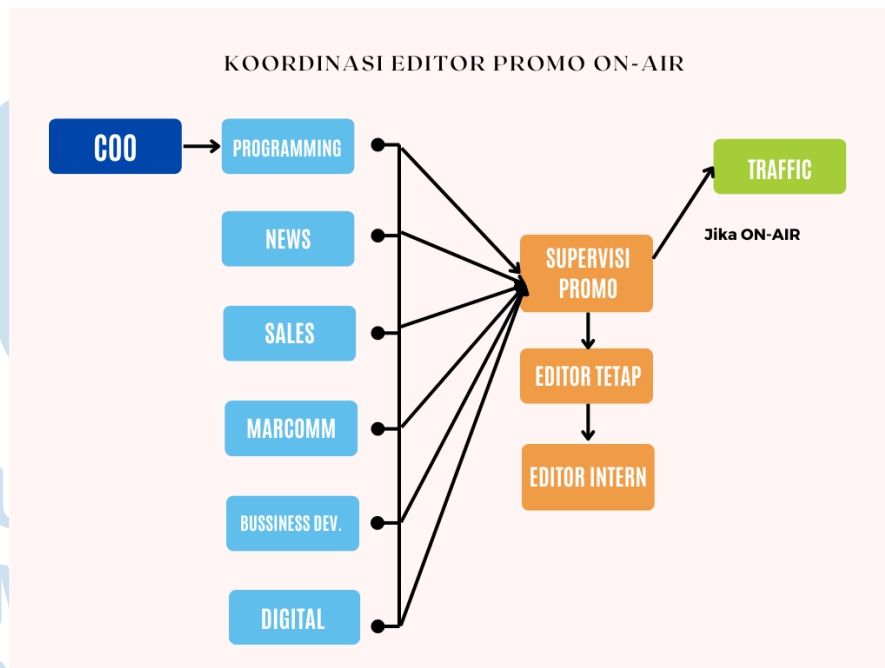 KOORDINASI EDITOR PROMO ON-AIR
COO
PROGRAMMING
TRAFFIC
NEWS
Jika ON-AIR
SUPERVISI
PROMO
SALES
EDITOR TETAP
MARCOMM
EDITOR INTERN
BUSSINESS DEV.
DIGITAL